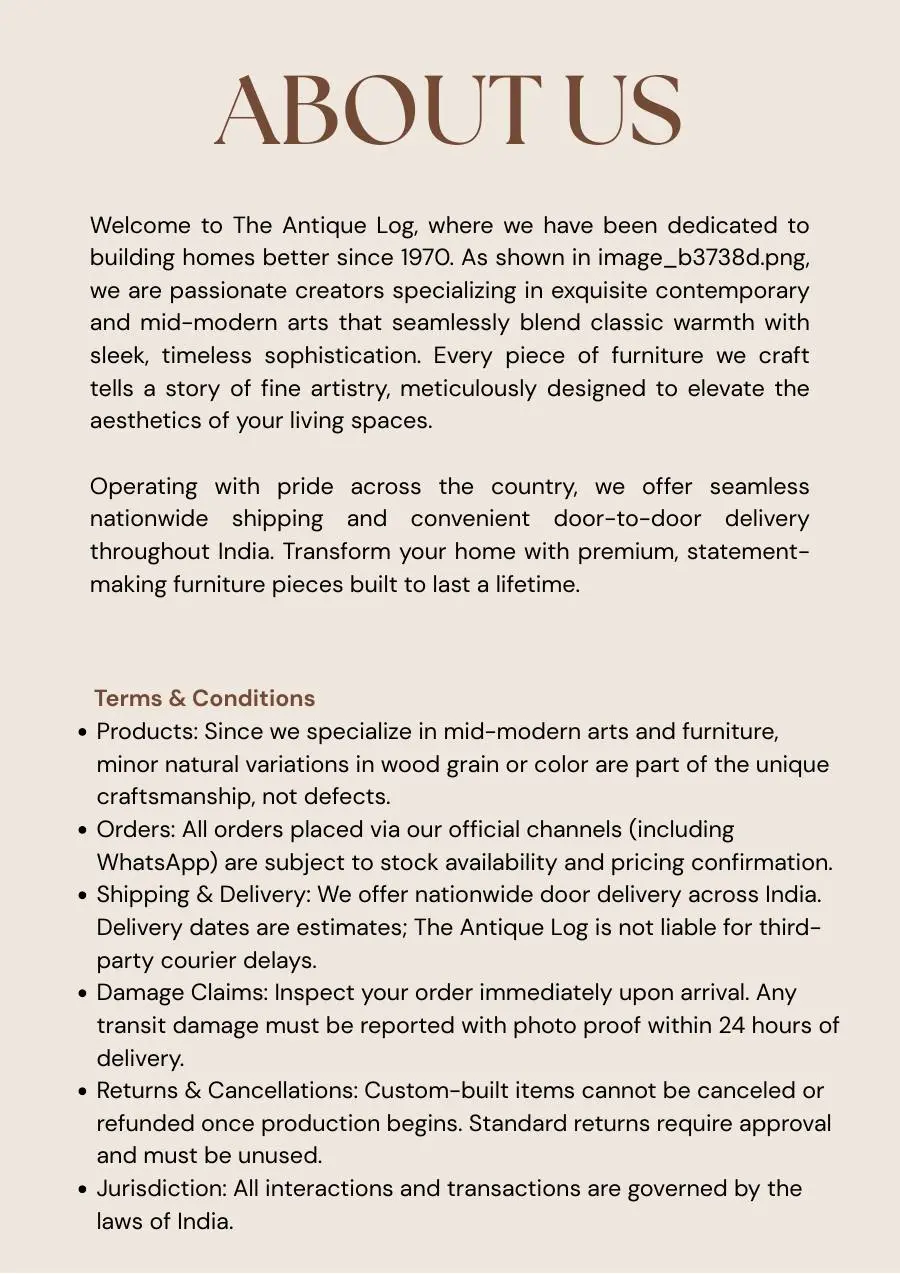 ABOUT US
Welcome to The Antique Log, where we have been dedicated to
building homes better since 1970. As shown in image_b3738d.png,
we are passionate creators specializing in exquisite contemporary
and mid-modern arts that seamlessly blend classic warmth with
sleek, timeless sophistication. Every piece of furniture we craft
tells a story of fine artistry, meticulously designed to elevate the
aesthetics of your living spaces.
Operating with pride across the country, we offer seamless
nationwide shipping and convenient door-to-door delivery
throughout India. Transform your home with premium, statement-
making furniture pieces built to last a lifetime.
Terms & Conditions
• Products: Since we specialize in mid-modern arts and furniture,
minor natural variations in wood grain or color are part of the unique
craftsmanship, not defects.
• Orders: All orders placed via our official channels (including
WhatsApp) are subject to stock availability and pricing confirmation.
• Shipping & Delivery: We offer nationwide door delivery across India.
Delivery dates are estimates; The Antique Log is not liable for third-
party courier delays.
• Damage Claims: Inspect your order immediately upon arrival. Any
transit damage must be reported with photo proof within 24 hours of
delivery.
• Returns & Cancellations: Custom-built items cannot be canceled or
refunded once production begins. Standard returns require approval
and must be unused.
• Jurisdiction: All interactions and transactions are governed by the
laws of India.